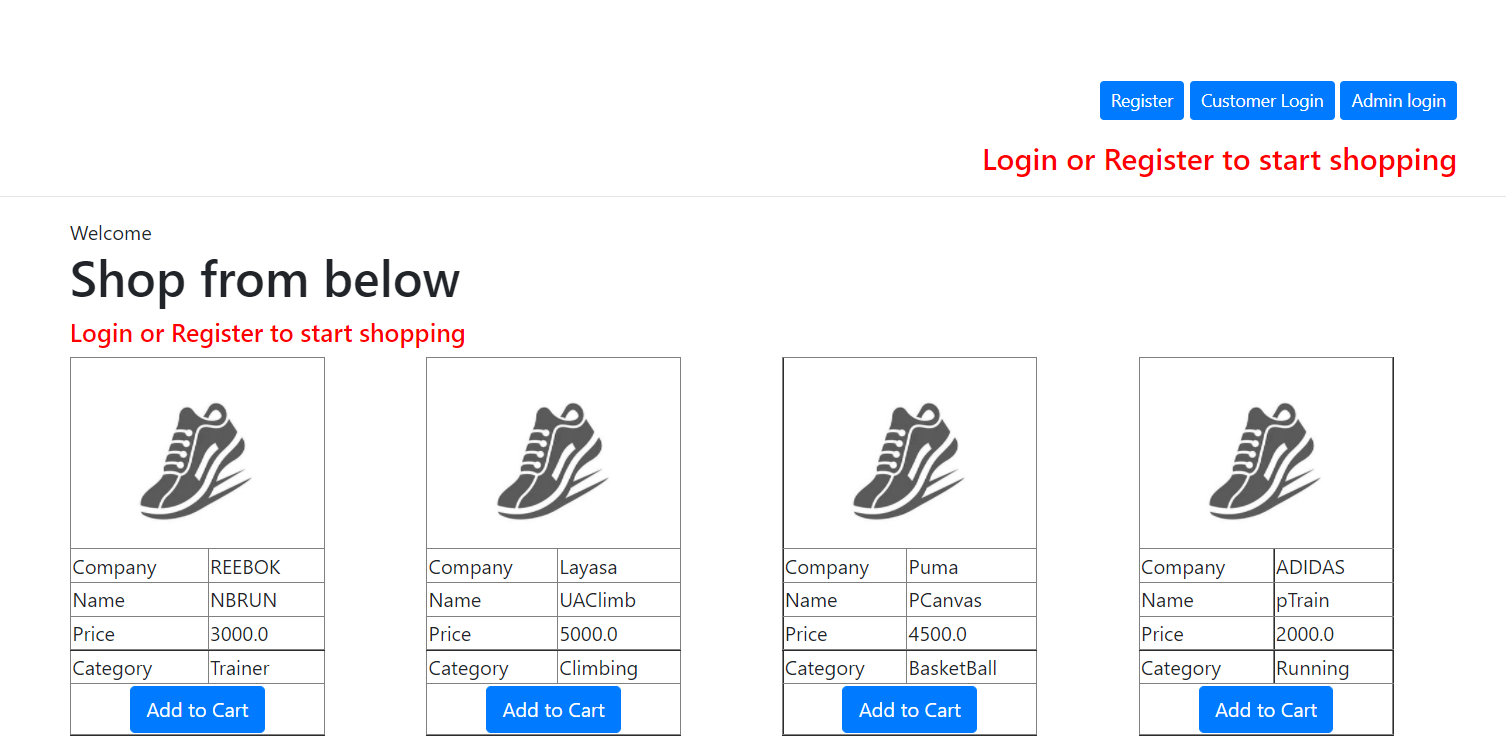 Register Customer Login Admin login
Login or Register to start shopping
Welcome
Shop from below
Login or Register to start shopping
Company REEBOK
Name NBRUN
Price 3000.0
Category Trainer
Add to Cart
Company Layasa
Name UAClimb
Price 5000.0
Category Climbing
Add to Cart
Company Puma
Name PCanvas
Price 4500.0
Category BasketBall
Add to Cart
Company ADIDAS
Name pTrain
Price 2000.0
Category Running
Add to Cart